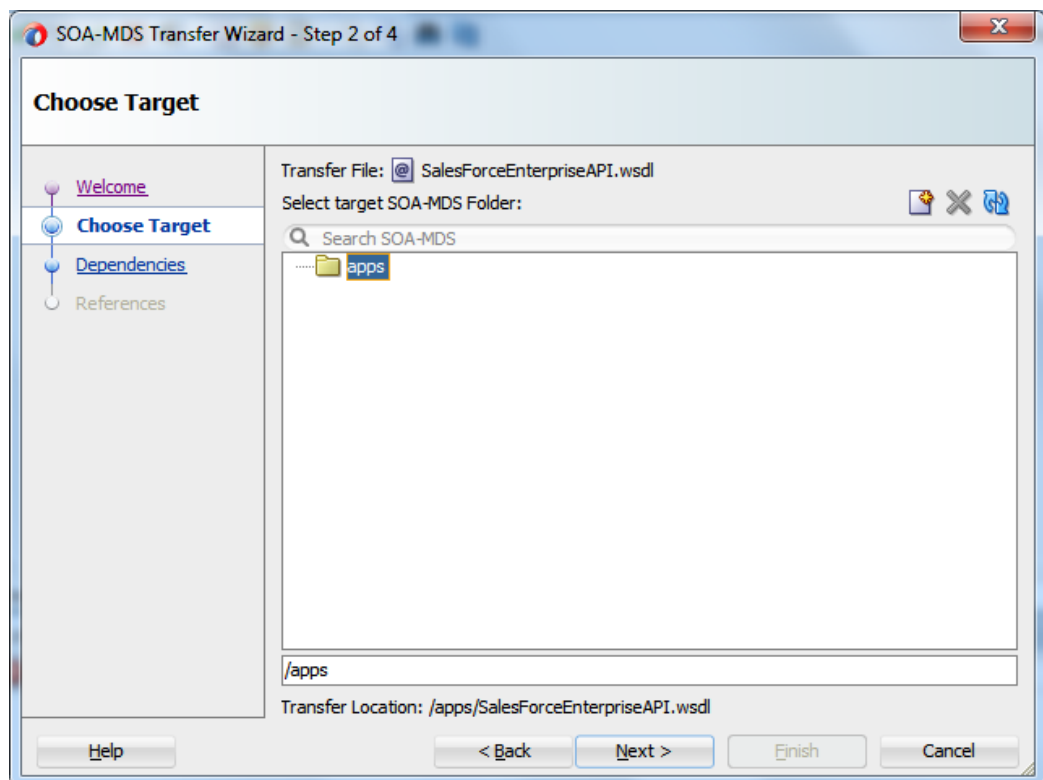 SOA-MDS Transfer Wizard - Step 2 of 4
Choose Target
Welcome
Choose Target
Dependencies
References
Transfer File: SalesForceEnterpriseAPI.wsdl
Select target SOA-MDS Folder:
Search SOA-MDS
apps
/apps
Transfer Location: /apps/SalesForceEnterpriseAPI.wsdl
Help
< Back
Next >
Finish
Cancel